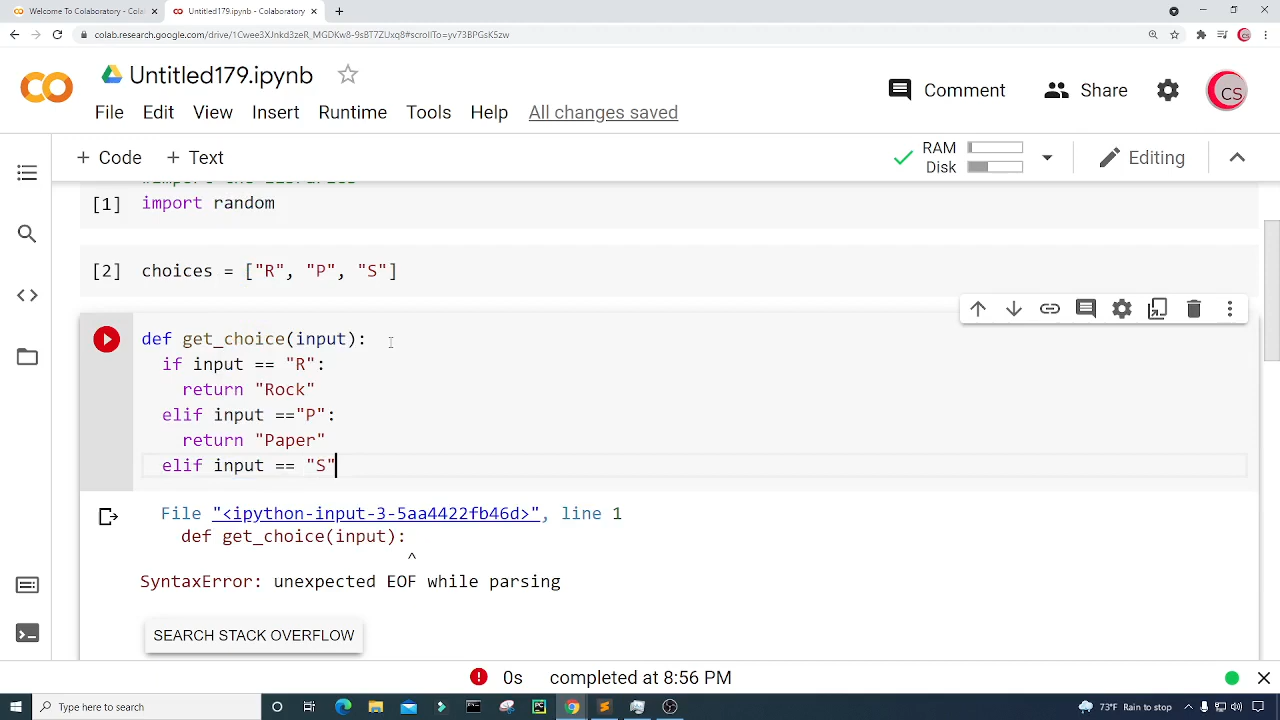 Welcome To Colaboratory - Colab
Untitled179.ipynb - Colaboratory
colab.research.google.com/drive/1Cwee3XJnkd3zeR_MGDKw8-9sBT7ZUxq8#scrollTo=yv73BPGsK5zw
Untitled179.ipynb
Comment
Share
CS
File Edit View Insert Runtime Tools Help All changes saved
+ Code + Text
RAM
Disk
Editing
[1] import random
[2] choices = ["R", "P", "S"]
def get_choice(input):
if input == "R":
return "Rock"
elif input =="P":
return "Paper"
elif input == "S"
File "<ipython-input-3-5aa4422fb46d>", line 1
def get_choice(input):
^
SyntaxError: unexpected EOF while parsing
SEARCH STACK OVERFLOW
0s completed at 8:56 PM
Type here to search
73°F Rain to stop